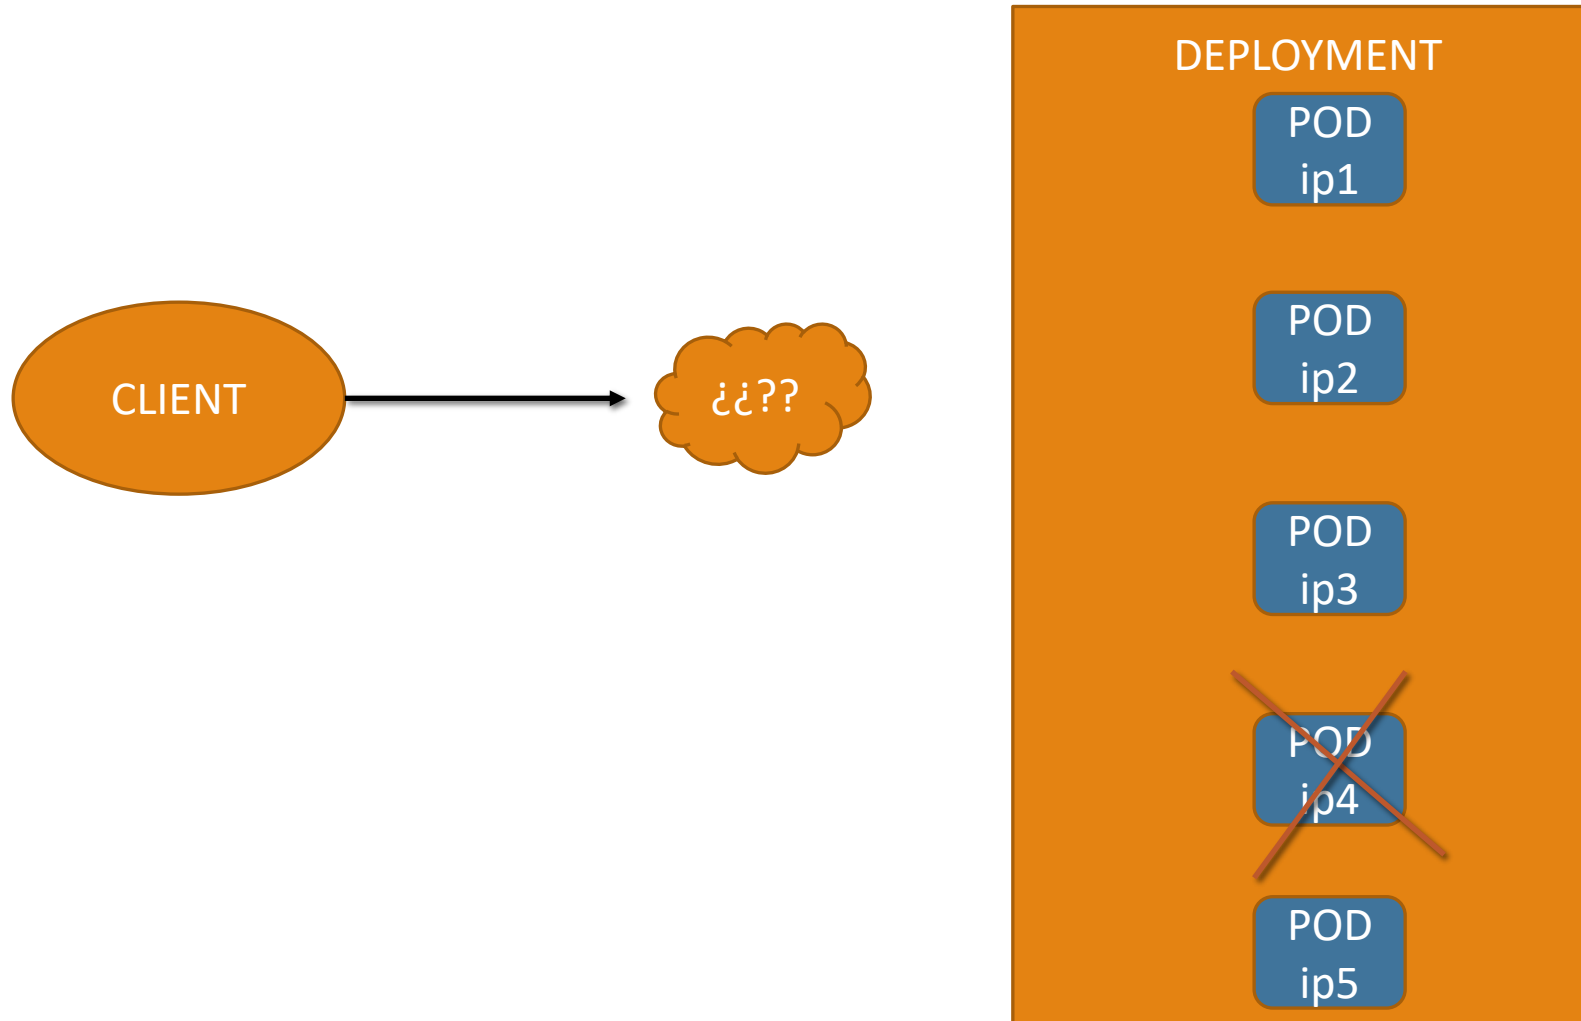 DEPLOYMENT
POD
ip1
POD
ip2
CLIENT
¿¿??
POD
ip3
POD
ip4
POD
ip5